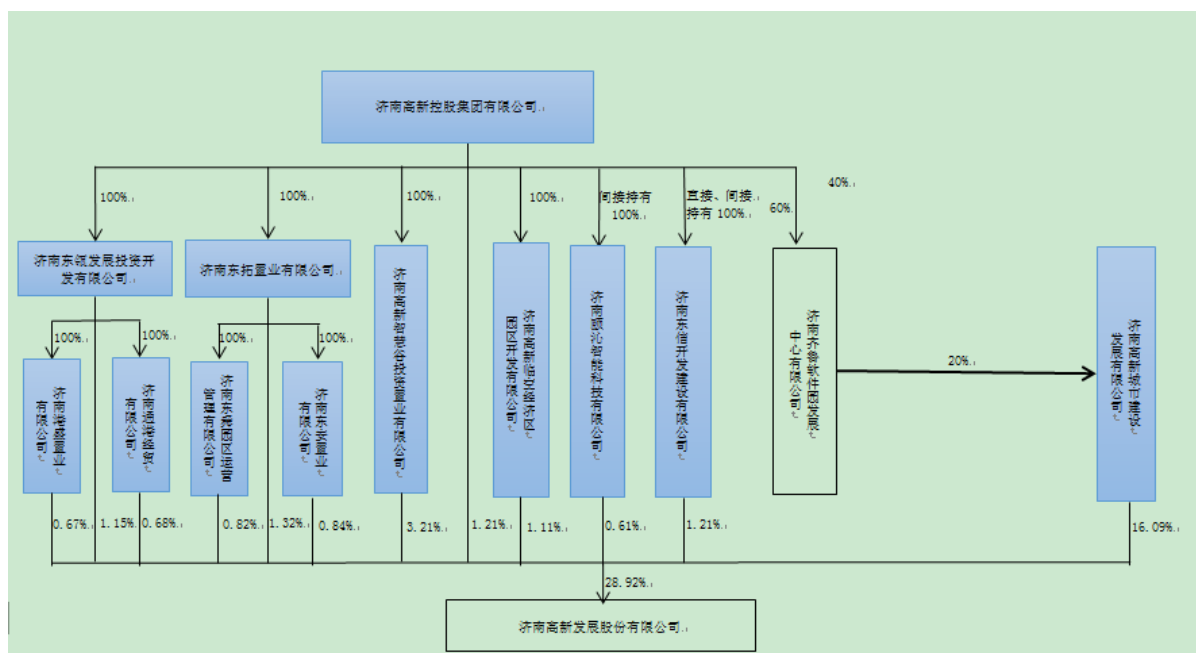 济南高新控股集团有限公司
100%
100%
100%
100%
间接持有
100%
直接、间接
持有 100%
60%
40%
济南东领发展投资开
发有限公司
济南东拓置业有限公司
100%
100%
100%
100%
济南港盛置业
有限公司
济南通港经贸
有限公司
济南东舜园区运营
管理有限公司
济南东安置业
有限公司
济南高新智慧谷投资置业有限公司
济南高新临空经济区
园区开发有限公司
济南颐沁智能科技有限公司
济南东信开发建设有限公司
济南齐鲁软件园发展
中心有限公司
20%
济南高新城市建设
发展有限公司
0.67%
1.15%
0.68%
0.82%
1.32%
0.84%
3.21%
1.21%
1.11%
0.61%
1.21%
16.09%
28.92%
济南高新发展股份有限公司